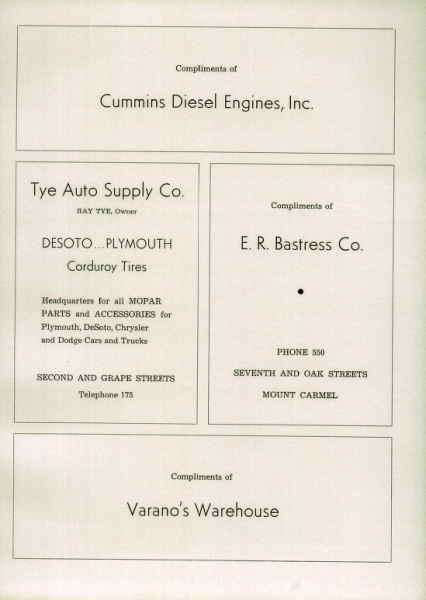 Compliments of
Cummins Diesel Engines, Inc.
Tye Auto Supply Co.
RAY TYE, Owner
DESOTO...PLYMOUTH
Corduroy Tires
Headquarters for all MOPAR
PARTS and ACCESSORIES for
Plymouth, DeSoto, Chrysler
and Dodge Cars and Trucks
SECOND AND GRAPE STREETS
Telephone 175
Compliments of
E. R. Bastress Co.
PHONE 550
SEVENTH AND OAK STREETS
MOUNT CARMEL
Compliments of
Varano's Warehouse